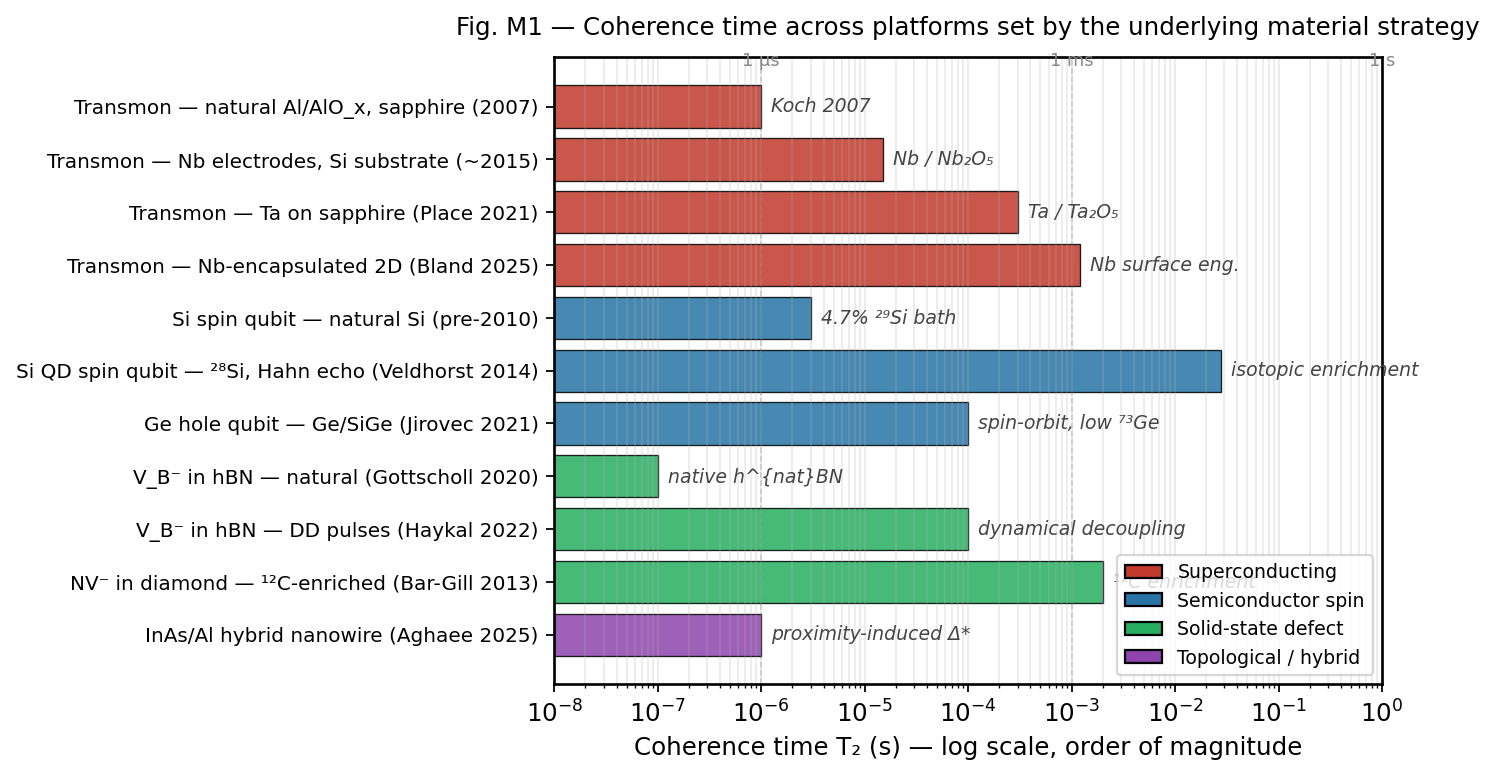 Fig. M1 — Coherence time across platforms set by the underlying material strategy
1 µs
1 ms
1 s
Transmon — natural Al/AlO_x, sapphire (2007)
Koch 2007
Transmon — Nb electrodes, Si substrate (~2015)
Nb / Nb₂O₅
Transmon — Ta on sapphire (Place 2021)
Ta / Ta₂O₅
Transmon — Nb-encapsulated 2D (Bland 2025)
Nb surface eng.
Si spin qubit — natural Si (pre-2010)
4.7% ²⁹Si bath
Si QD spin qubit — ²⁸Si, Hahn echo (Veldhorst 2014)
isotopic enrichment
Ge hole qubit — Ge/SiGe (Jirovec 2021)
spin-orbit, low ⁷³Ge
V_B⁻ in hBN — natural (Gottscholl 2020)
native h^{nat}BN
V_B⁻ in hBN — DD pulses (Haykal 2022)
dynamical decoupling
NV⁻ in diamond — ¹²C-enriched (Bar-Gill 2013)
¹²C enrichment
InAs/Al hybrid nanowire (Aghaee 2025)
proximity-induced Δ*
Superconducting
Semiconductor spin
Solid-state defect
Topological / hybrid
10⁻⁸ 10⁻⁷ 10⁻⁶ 10⁻⁵ 10⁻⁴ 10⁻³ 10⁻² 10⁻¹ 10⁰
Coherence time T₂ (s) — log scale, order of magnitude